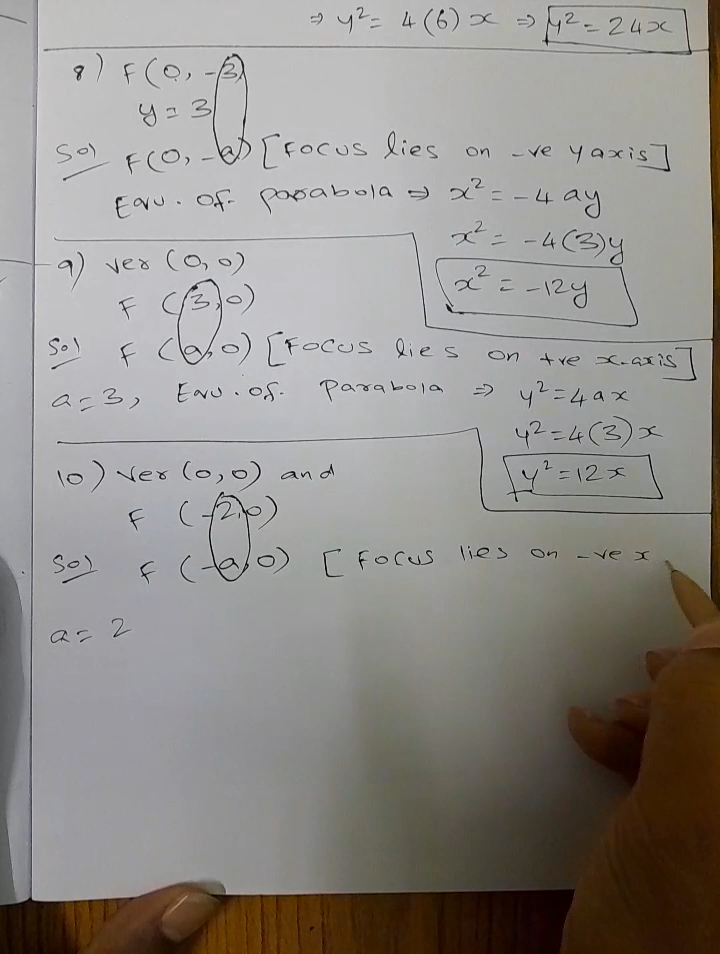 ⇒ y² = 4(6)x ⇒ y² = 24x
8) F(0, -3)
y = 3
Sol F(0, -a) [Focus lies on -ve y axis]
Equ. of. parabola ⇒ x² = -4ay
x² = -4(3)y
x² = -12y
9) ver (0,0)
F (3,0)
Sol F (a,0) [Focus lies on +ve x-axis]
a=3, Equ. of. Parabola ⇒ y²=4ax
y²=4(3)x
y²=12x
10) ver (0,0) and
F (-2,0)
Sol F (-a,0) [Focus lies on -ve x
a = 2